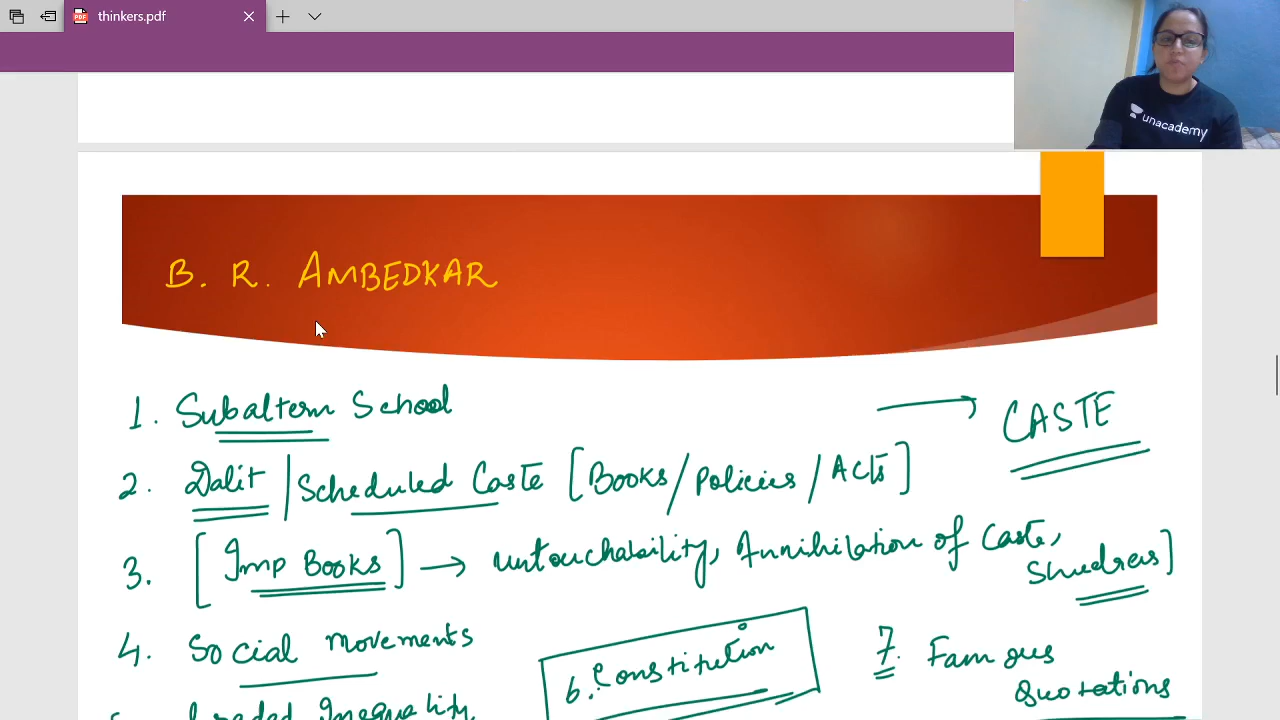 thinkers.pdf
unacademy
B. R. AMBEDKAR
1. Subaltern School
→ CASTE
2. Dalit | Scheduled Caste [Books/Policies/Acts]
3. [Imp Books] → untouchability, Annihilation of Caste,
Shudras]
4. Social movements
6. Constitution
7. Famous
quotations
Inequality